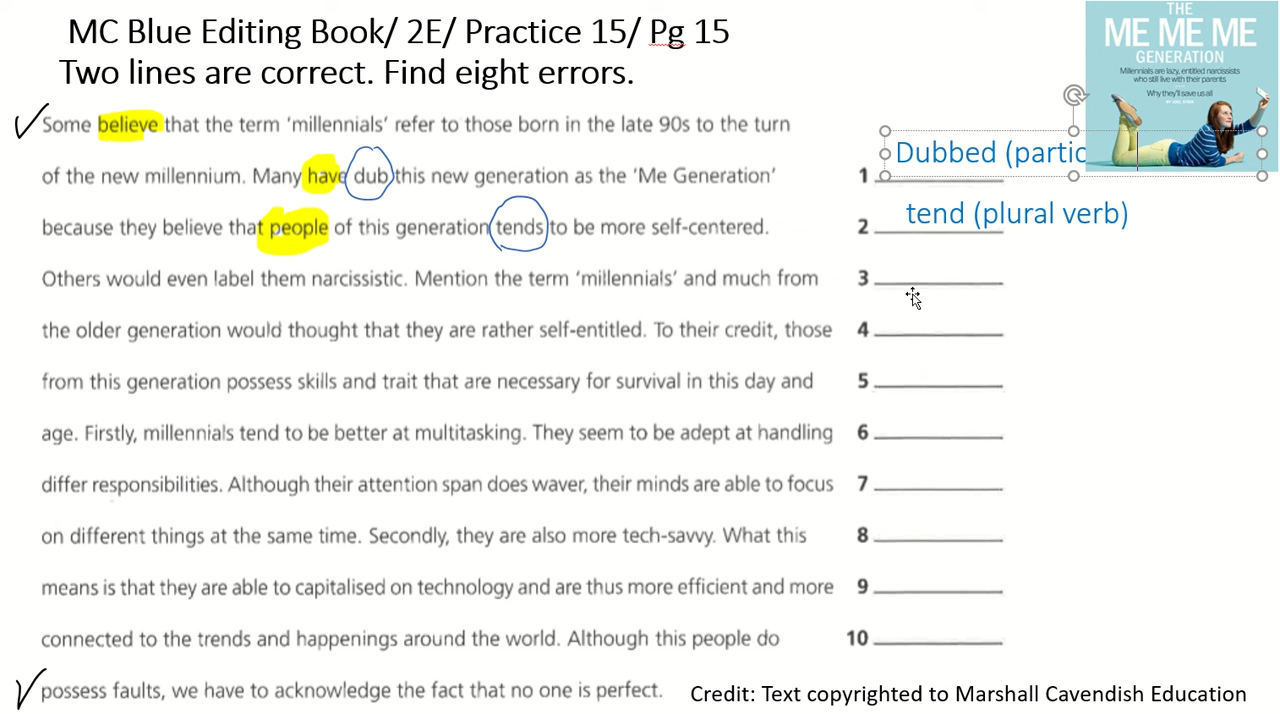 MC Blue Editing Book/ 2E/ Practice 15/ Pg 15
Two lines are correct. Find eight errors.
THE
ME ME ME
GENERATION
Millennials are lazy, entitled narcissists
who still live with their parents
Why they'll save us all
BY JOEL STEIN
Some believe that the term ‘millennials’ refer to those born in the late 90s to the turn
Dubbed (partic
of the new millennium. Many have dub this new generation as the ‘Me Generation’ 1
tend (plural verb)
because they believe that people of this generation tends to be more self-centered. 2
Others would even label them narcissistic. Mention the term ‘millennials’ and much from 3
the older generation would thought that they are rather self-entitled. To their credit, those 4
from this generation possess skills and trait that are necessary for survival in this day and 5
age. Firstly, millennials tend to be better at multitasking. They seem to be adept at handling 6
differ responsibilities. Although their attention span does waver, their minds are able to focus 7
on different things at the same time. Secondly, they are also more tech-savvy. What this 8
means is that they are able to capitalised on technology and are thus more efficient and more 9
connected to the trends and happenings around the world. Although this people do 10
possess faults, we have to acknowledge the fact that no one is perfect.
Credit: Text copyrighted to Marshall Cavendish Education